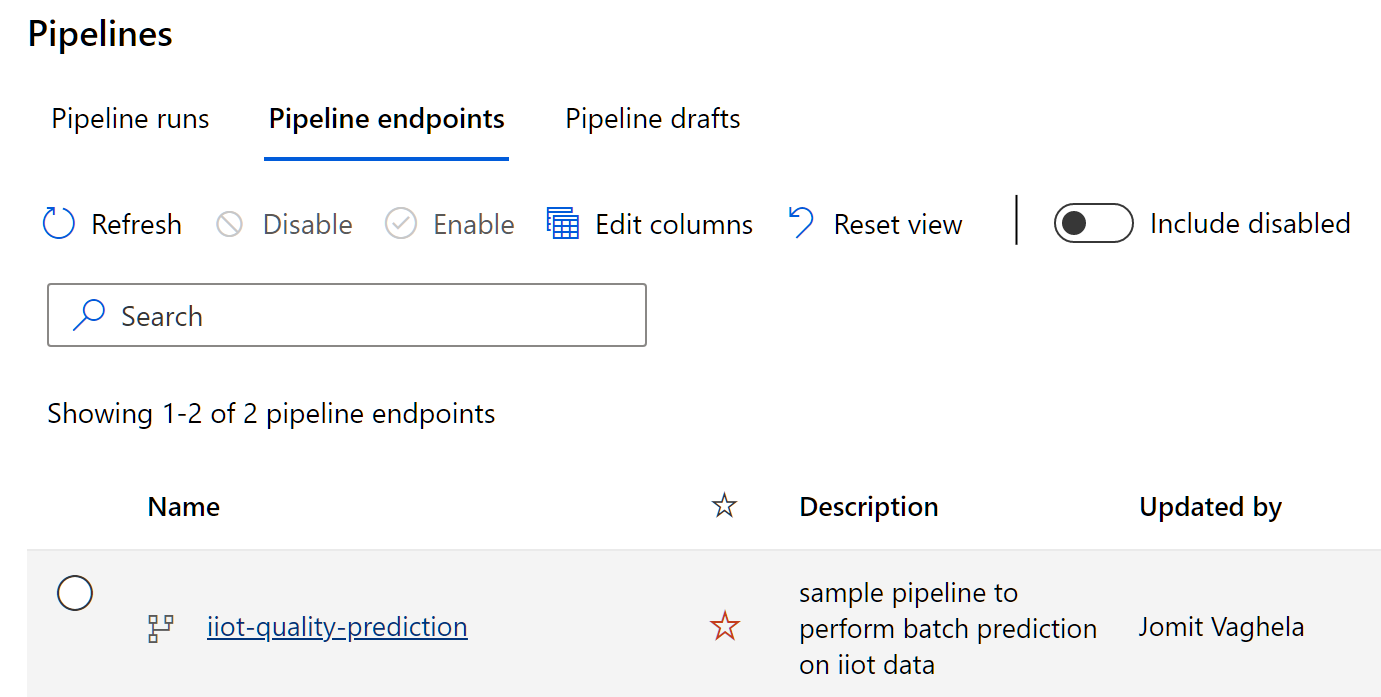 Pipelines
Pipeline runs Pipeline endpoints Pipeline drafts
Refresh Disable Enable Edit columns Reset view Include disabled
Search
Showing 1-2 of 2 pipeline endpoints
Name Description Updated by
sample pipeline to
iiot-quality-prediction perform batch prediction Jomit Vaghela
on iiot data